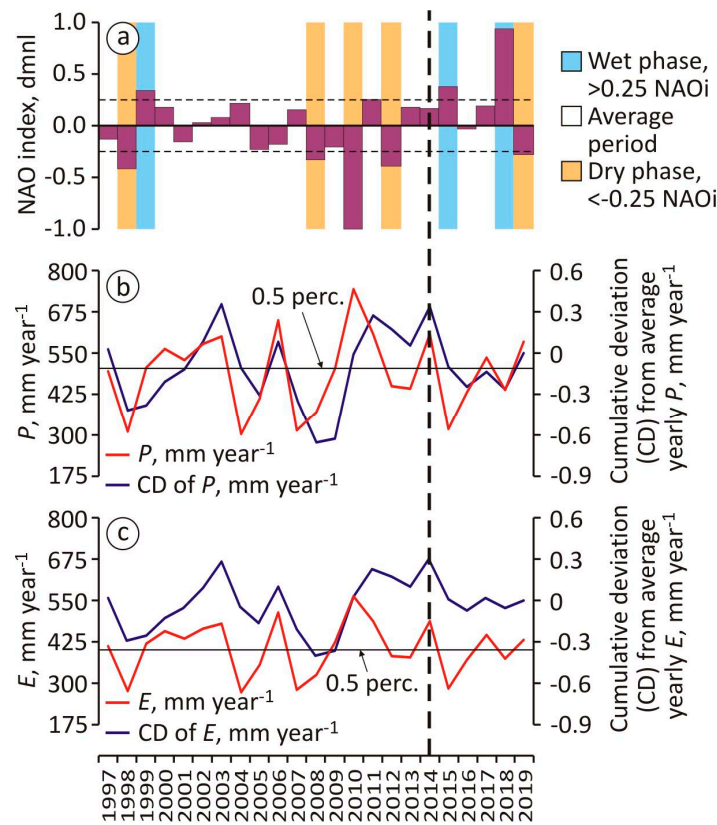 a
1.0
0.5
0.0
-0.5
-1.0
NAO index, dmnl
Wet phase,
>0.25 NAOi
Average
period
Dry phase,
<-0.25 NAOi
b
800
675
550
425
300
175
P, mm year⁻¹
0.5 perc.
P, mm year⁻¹
CD of P, mm year⁻¹
0.6
0.3
0
-0.3
-0.6
-0.9
Cumulative deviation
(CD) from average
yearly P, mm year⁻¹
c
800
675
550
425
300
175
E, mm year⁻¹
0.5 perc.
E, mm year⁻¹
CD of E, mm year⁻¹
0.6
0.3
0
-0.3
-0.6
-0.9
Cumulative deviation
(CD) from average
yearly E, mm year⁻¹
1997
1998
1999
2000
2001
2002
2003
2004
2005
2006
2007
2008
2009
2010
2011
2012
2013
2014
2015
2016
2017
2018
2019